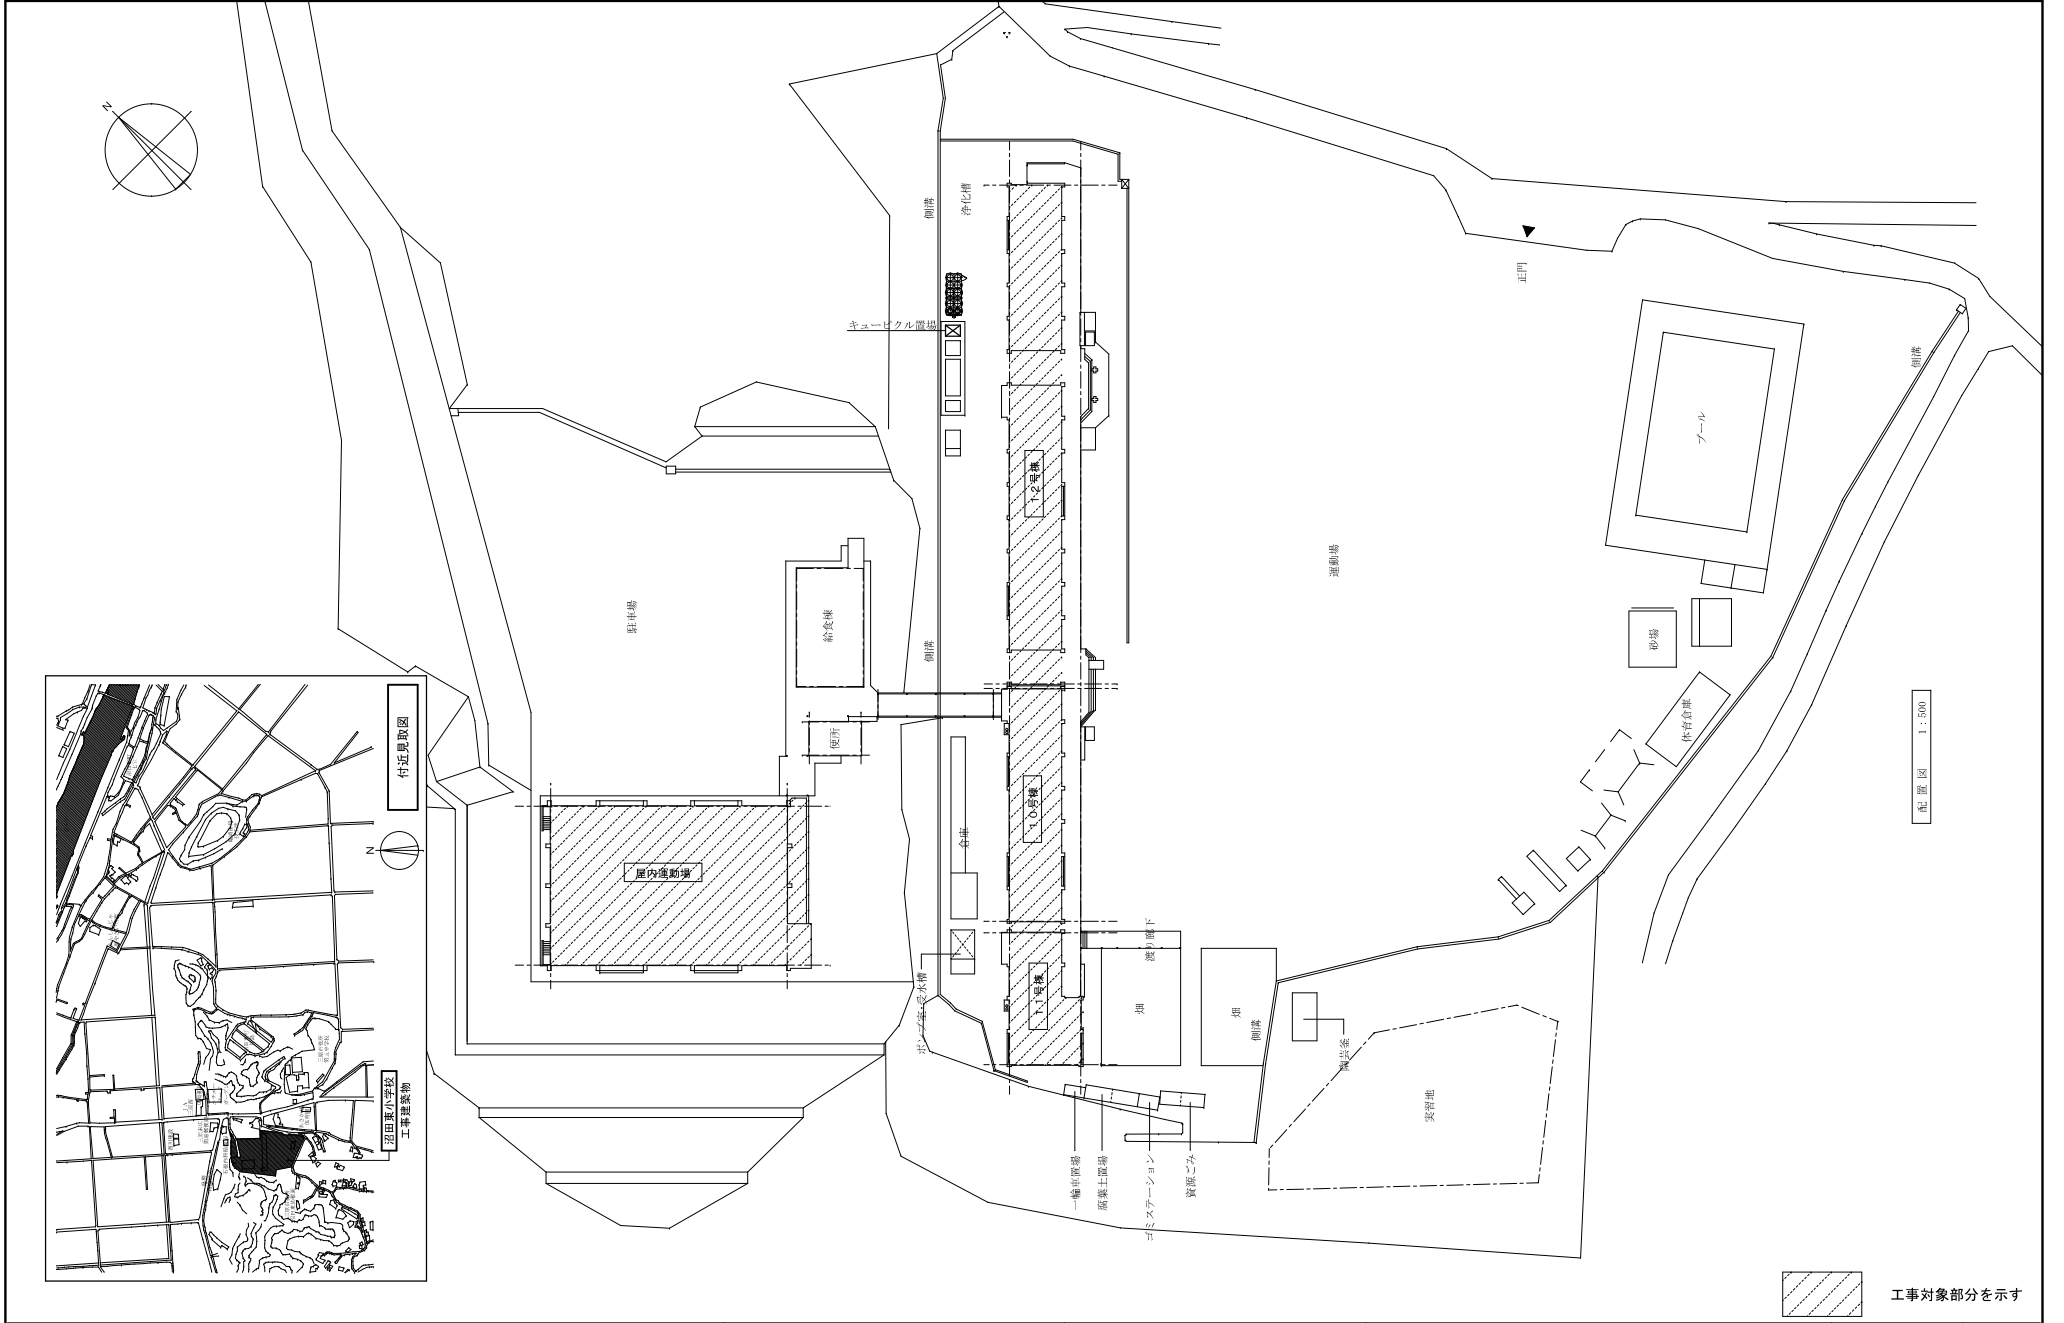 N
側溝
浄化槽
正門
キュービクル置場
側溝
プール
12号棟
運動場
駐車場
給食棟
側溝
砂場
体育倉庫
便所
配置図 1:500
付近見取図
N
10号棟
倉庫
屋内運動場
渡り廊下
11号棟
ポンプ室・受水槽
畑
畑
側溝
陶芸釜
実習地
沼田東小学校
工事建築物
一輪車置場
腐葉土置場
ゴミステーション
資源ごみ
工事対象部分を示す